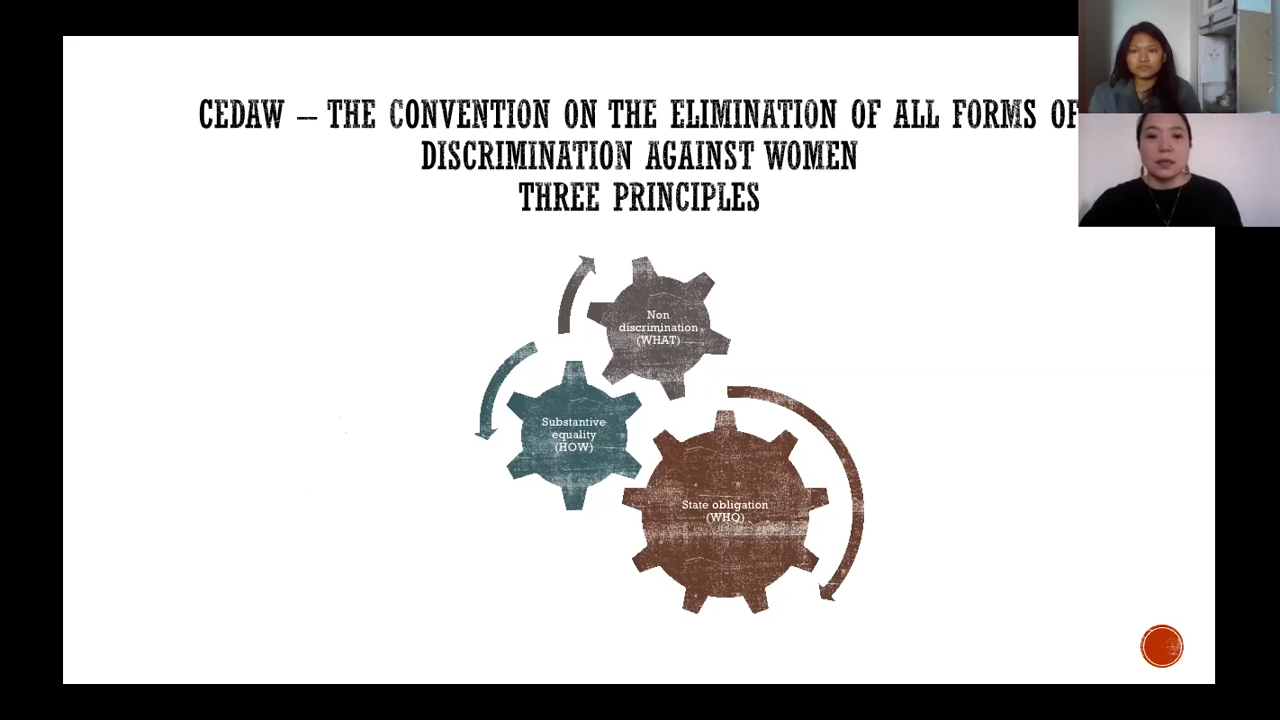 CEDAW – THE CONVENTION ON THE ELIMINATION OF ALL FORMS OF
DISCRIMINATION AGAINST WOMEN
THREE PRINCIPLES
Non
discrimination
(WHAT)
Substantive
equality
(HOW)
State obligation
(WHO)